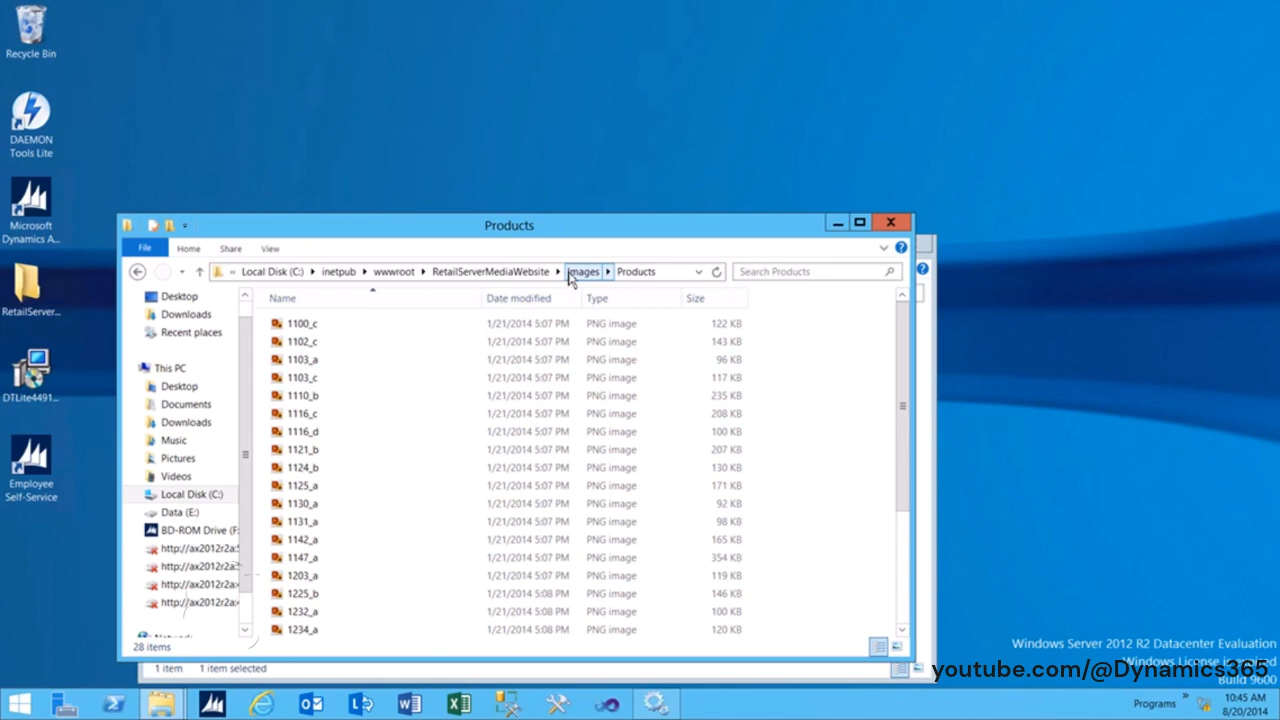 Recycle Bin
DAEMON
Tools Lite
Microsoft
Dynamics A...
RetailServer...
DTLite4491...
Employee
Self-Service
Products
File Home Share View
« Local Disk (C:) inetpub wwwroot RetailServerMediaWebsite Images Products
Search Products
Desktop
Downloads
Recent places
This PC
Desktop
Documents
Downloads
Music
Pictures
Videos
Local Disk (C:)
Data (E:)
BD-ROM Drive (F:
http://ax2012r2a:
http://ax2012r2a:
http://ax2012r2a:
http://ax2012r2a:
Name Date modified Type Size
1100_c 1/21/2014 5:07 PM PNG image 122 KB
1102_c 1/21/2014 5:07 PM PNG image 143 KB
1103_a 1/21/2014 5:07 PM PNG image 96 KB
1103_c 1/21/2014 5:07 PM PNG image 117 KB
1110_b 1/21/2014 5:07 PM PNG image 235 KB
1116_c 1/21/2014 5:07 PM PNG image 208 KB
1116_d 1/21/2014 5:07 PM PNG image 100 KB
1121_b 1/21/2014 5:07 PM PNG image 207 KB
1124_b 1/21/2014 5:07 PM PNG image 130 KB
1125_a 1/21/2014 5:07 PM PNG image 171 KB
1130_a 1/21/2014 5:07 PM PNG image 92 KB
1131_a 1/21/2014 5:07 PM PNG image 98 KB
1142_a 1/21/2014 5:07 PM PNG image 165 KB
1147_a 1/21/2014 5:07 PM PNG image 354 KB
1203_a 1/21/2014 5:07 PM PNG image 119 KB
1225_b 1/21/2014 5:08 PM PNG image 146 KB
1232_a 1/21/2014 5:08 PM PNG image 100 KB
1234_a 1/21/2014 5:08 PM PNG image 120 KB
28 items
1 item 1 item selected
Windows Server 2012 R2 Datacenter Evaluation
Windows License is
youtube.com/@Dynamics365
Build 9600
Programs
10:45 AM
8/20/2014